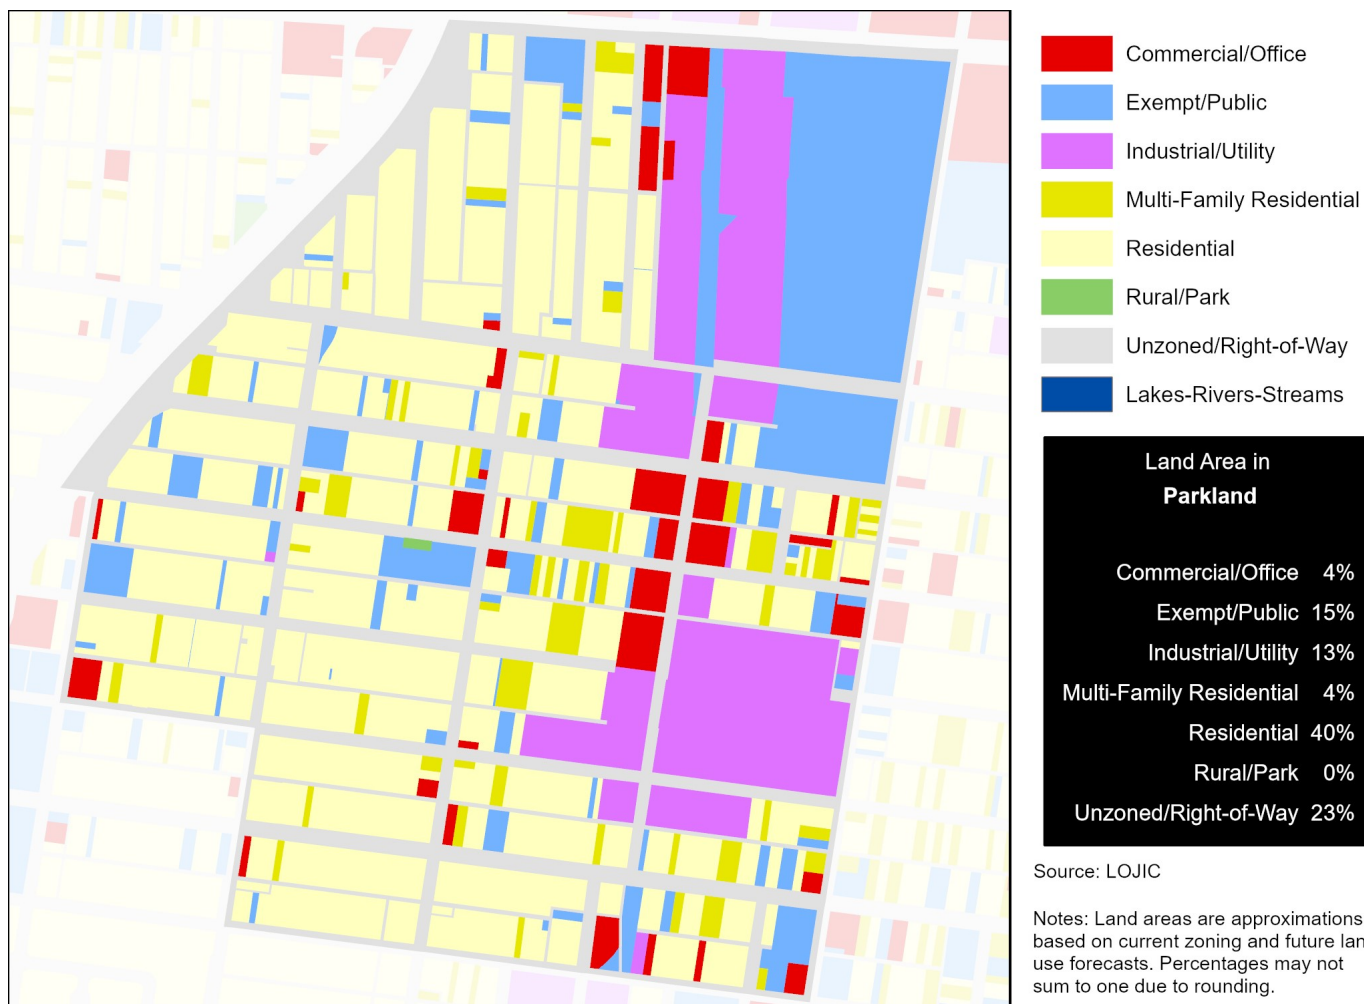 Commercial/Office
Exempt/Public
Industrial/Utility
Multi-Family Residential
Residential
Rural/Park
Unzoned/Right-of-Way
Lakes-Rivers-Streams
Land Area in
Parkland
Commercial/Office 4%
Exempt/Public 15%
Industrial/Utility 13%
Multi-Family Residential 4%
Residential 40%
Rural/Park 0%
Unzoned/Right-of-Way 23%
Source: LOJIC
Notes: Land areas are approximations
based on current zoning and future lan
use forecasts. Percentages may not
sum to one due to rounding.